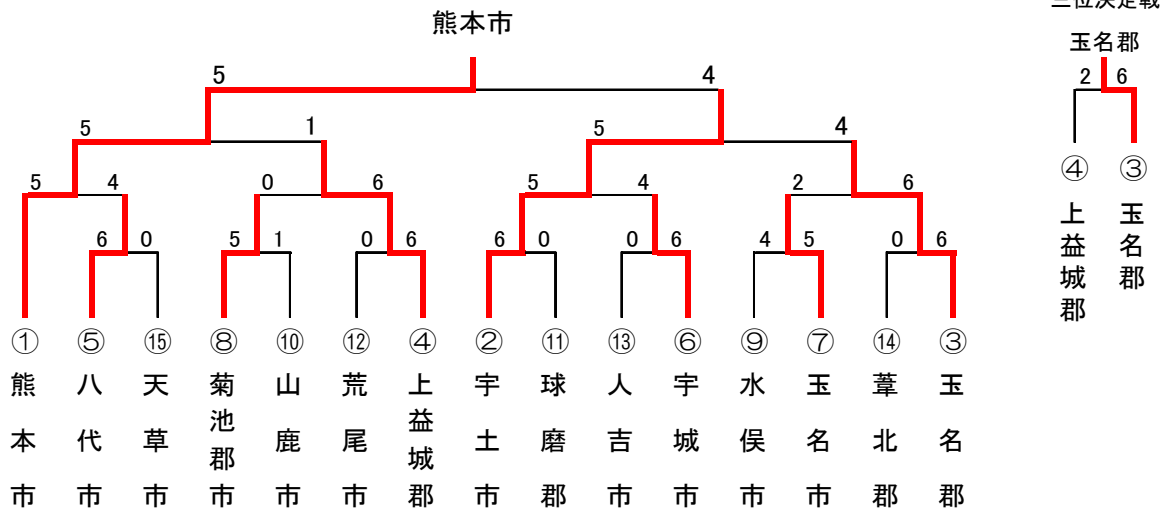 三位決定戦
熊本市
玉名郡
5 4
2 6
5 1 5 4
5 4 0 6 5 4 2 6
6 0 5 1 0 6 6 0 0 6 4 5 0 6
④ ③
上益城郡 玉名郡
① ⑤ ⑮ ⑧ ⑩ ⑫ ④ ② ⑪ ⑬ ⑥ ⑨ ⑦ ⑭ ③
熊本市 八代市 天草市 菊池郡市 山鹿市 荒尾市 上益城郡 宇土市 球磨郡 人吉市 宇城市 水俣市 玉名市 葦北郡 玉名郡